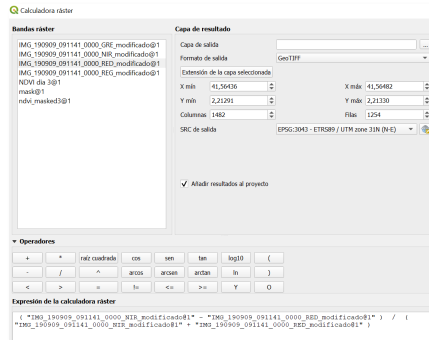 Calculadora ráster
Bandas ráster
IMG_190909_091141_0000_GRE_modificado@1
IMG_190909_091141_0000_NIR_modificado@1
IMG_190909_091141_0000_RED_modificado@1
IMG_190909_091141_0000_REG_modificado@1
NDVI dia 3@1
mask@1
ndvi_masked3@1
Capa de resultado
Capa de salida
...
Formato de salida GeoTIFF
Extensión de la capa seleccionada
X mín 41,56436 X máx 41,56482
Y mín 2,21291 Y máx 2,21330
Columnas 1482 Filas 1254
SRC de salida EPSG:3043 - ETRS89 / UTM zone 31N (N-E)
Añadir resultados al proyecto
Operadores
+ * raíz cuadrada cos sen tan log10 (
- / ^ arcos arcsen arctan ln )
< > = != <= >= Y O
Expresión de la calculadora ráster
( "IMG_190909_091141_0000_NIR_modificado@1" - "IMG_190909_091141_0000_RED_modificado@1" ) / (
"IMG_190909_091141_0000_NIR_modificado@1" + "IMG_190909_091141_0000_RED_modificado@1" )